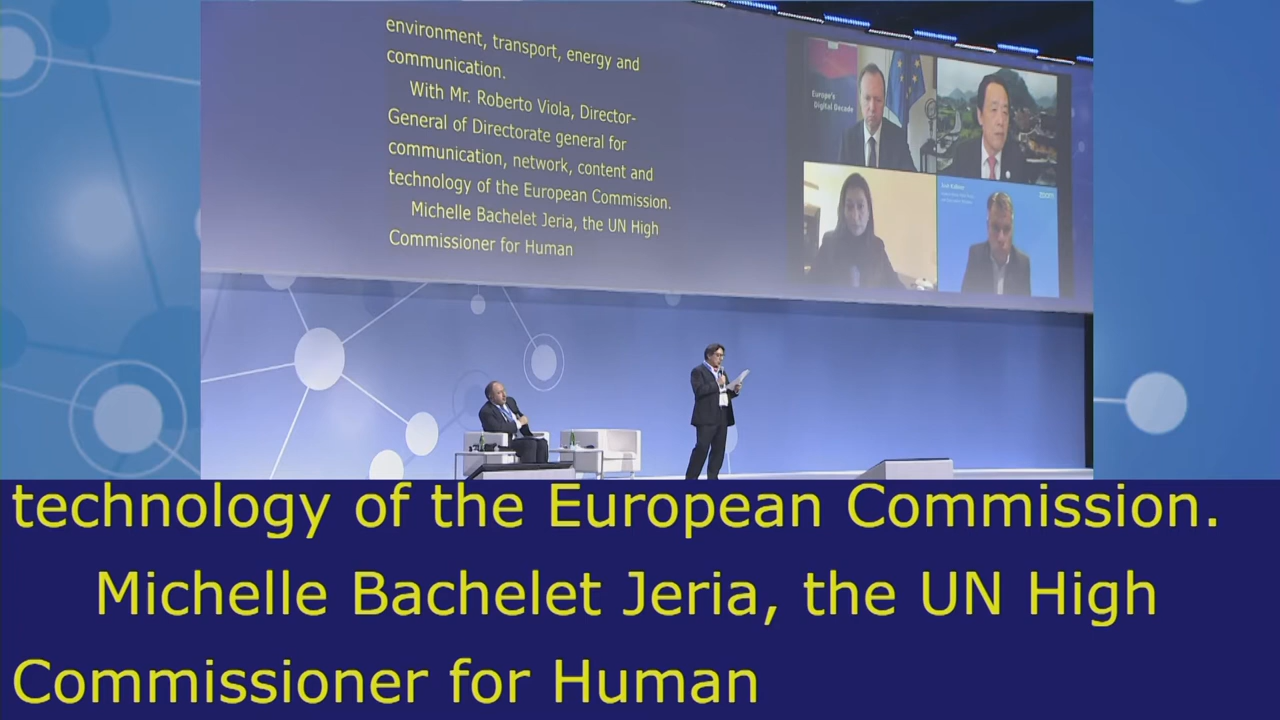 environment, transport, energy and
communication.
With Mr. Roberto Viola, Director-
General of Directorate general for
communication, network, content and
technology of the European Commission.
Michelle Bachelet Jeria, the UN High
Commissioner for Human
Europe's
Digital Decade
zoom
technology of the European Commission.
Michelle Bachelet Jeria, the UN High
Commissioner for Human